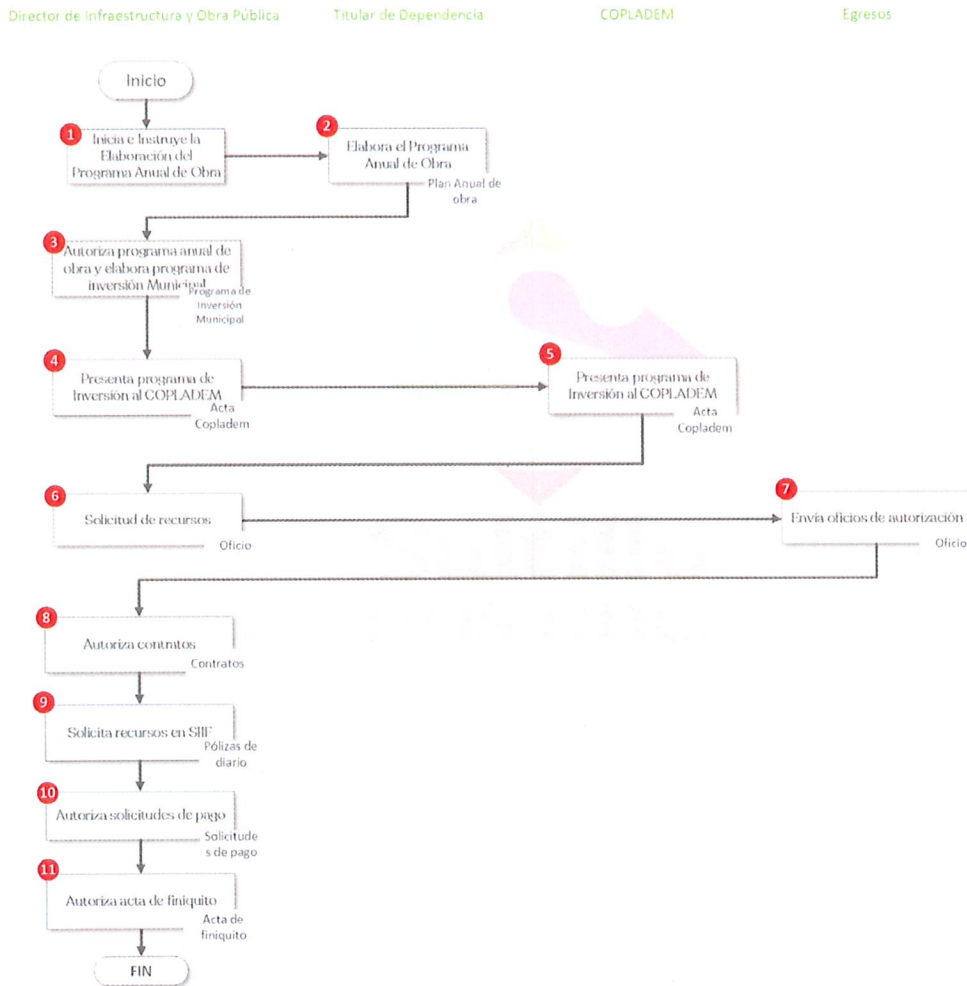 Director de Infraestructura y Obra Pública
Titular de Dependencia
COPLADEM
Egresos
Inicio
1
Inicia e Instruye la
Elaboración del
Programa Anual de Obra
2
Elabora el Programa
Anual de Obra
Plan Anual de
obra
3
Autoriza programa anual de
obra y elabora programa de
inversión Municipal
Programa de
Inversión
Municipal
4
Presenta programa de
Inversión al COPLADEM
Acta
Copladem
5
Presenta programa de
Inversión al COPLADEM
Acta
Copladem
6
Solicitud de recursos
Oficio
7
Envía oficios de autorización
Oficio
8
Autoriza contratos
Contratos
9
Solicita recursos en SIIF
Pólizas de
diario
10
Autoriza solicitudes de pago
Solicitude
s de pago
11
Autoriza acta de finiquito
Acta de
finiquito
FIN